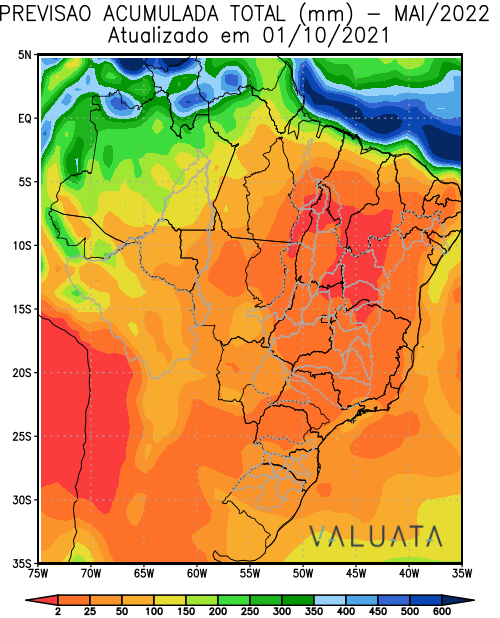 PREVISAO ACUMULADA TOTAL (mm) – MAI/2022
Atualizado em 01/10/2021
5N
EQ
5S
10S
15S
20S
25S
30S
35S
VALUATA
75W 70W 65W 60W 55W 50W 45W 40W 35W
2 25 50 100 150 200 250 300 350 400 450 500 600